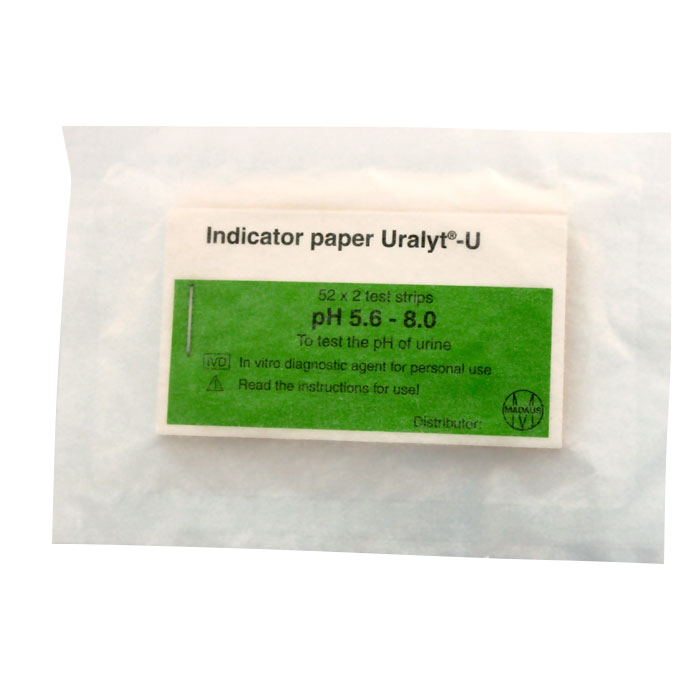 Indicator paper Uralyt®-U
52 x 2 test strips
pH 5.6 - 8.0
To test the pH of urine
IVD In vitro diagnostic agent for personal use
Read the instructions for use!
Distributor:
MADAUS